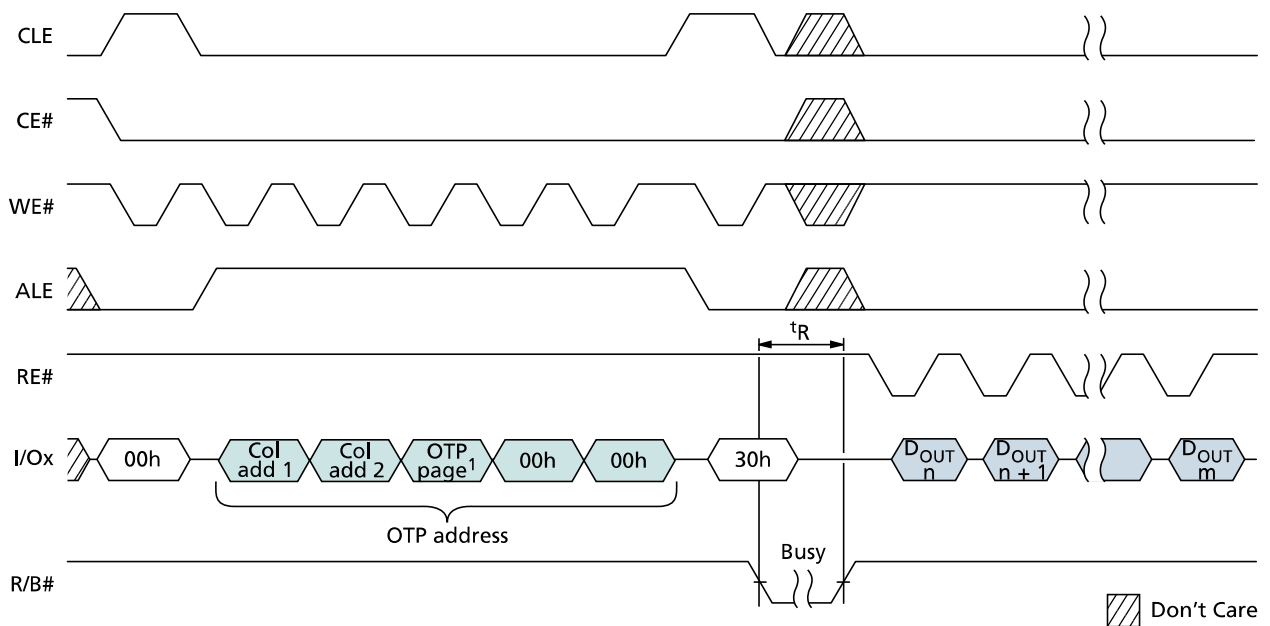 CLE
CE#
WE#
ALE
tR
RE#
I/Ox
00h
Col add 1
Col add 2
OTP page1
00h
00h
30h
DOUT n
DOUT n + 1
DOUT m
OTP address
Busy
R/B#
Don't Care